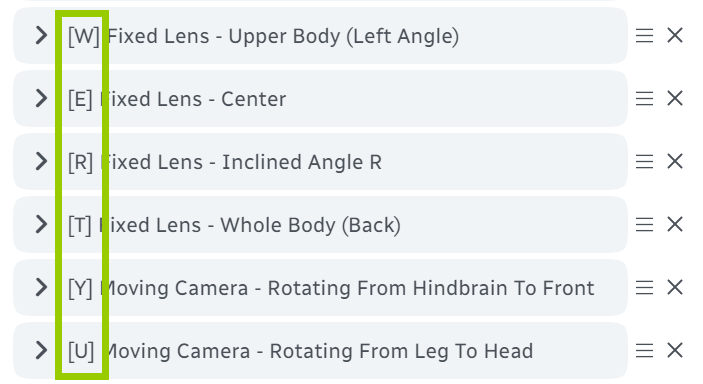 [W] Fixed Lens - Upper Body (Left Angle)
[E] Fixed Lens - Center
[R] Fixed Lens - Inclined Angle R
[T] Fixed Lens - Whole Body (Back)
[Y] Moving Camera - Rotating From Hindbrain To Front
[U] Moving Camera - Rotating From Leg To Head